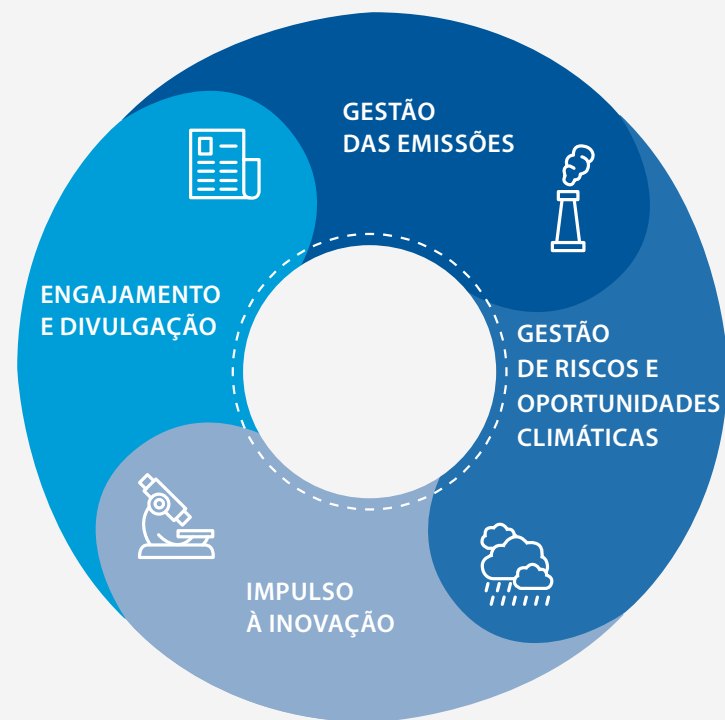 GESTÃO
DAS EMISSÕES
GESTÃO
DE RISCOS E
OPORTUNIDADES
CLIMÁTICAS
IMPULSO
À INOVAÇÃO
ENGAJAMENTO
E DIVULGAÇÃO